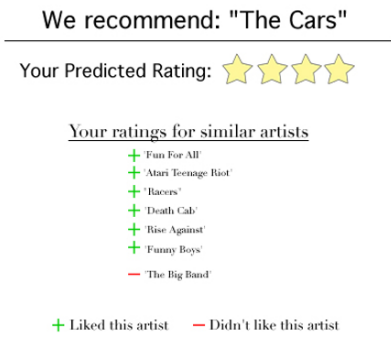 We recommend: "The Cars"
Your Predicted Rating:
Your ratings for similar artists
+ 'Fun For All'
+ 'Atari Teenage Riot'
+ "Racers"
+ 'Death Cab'
+ 'Rise Against'
+ 'Funny Boys'
− 'The Big Band'
+ Liked this artist − Didn't like this artist